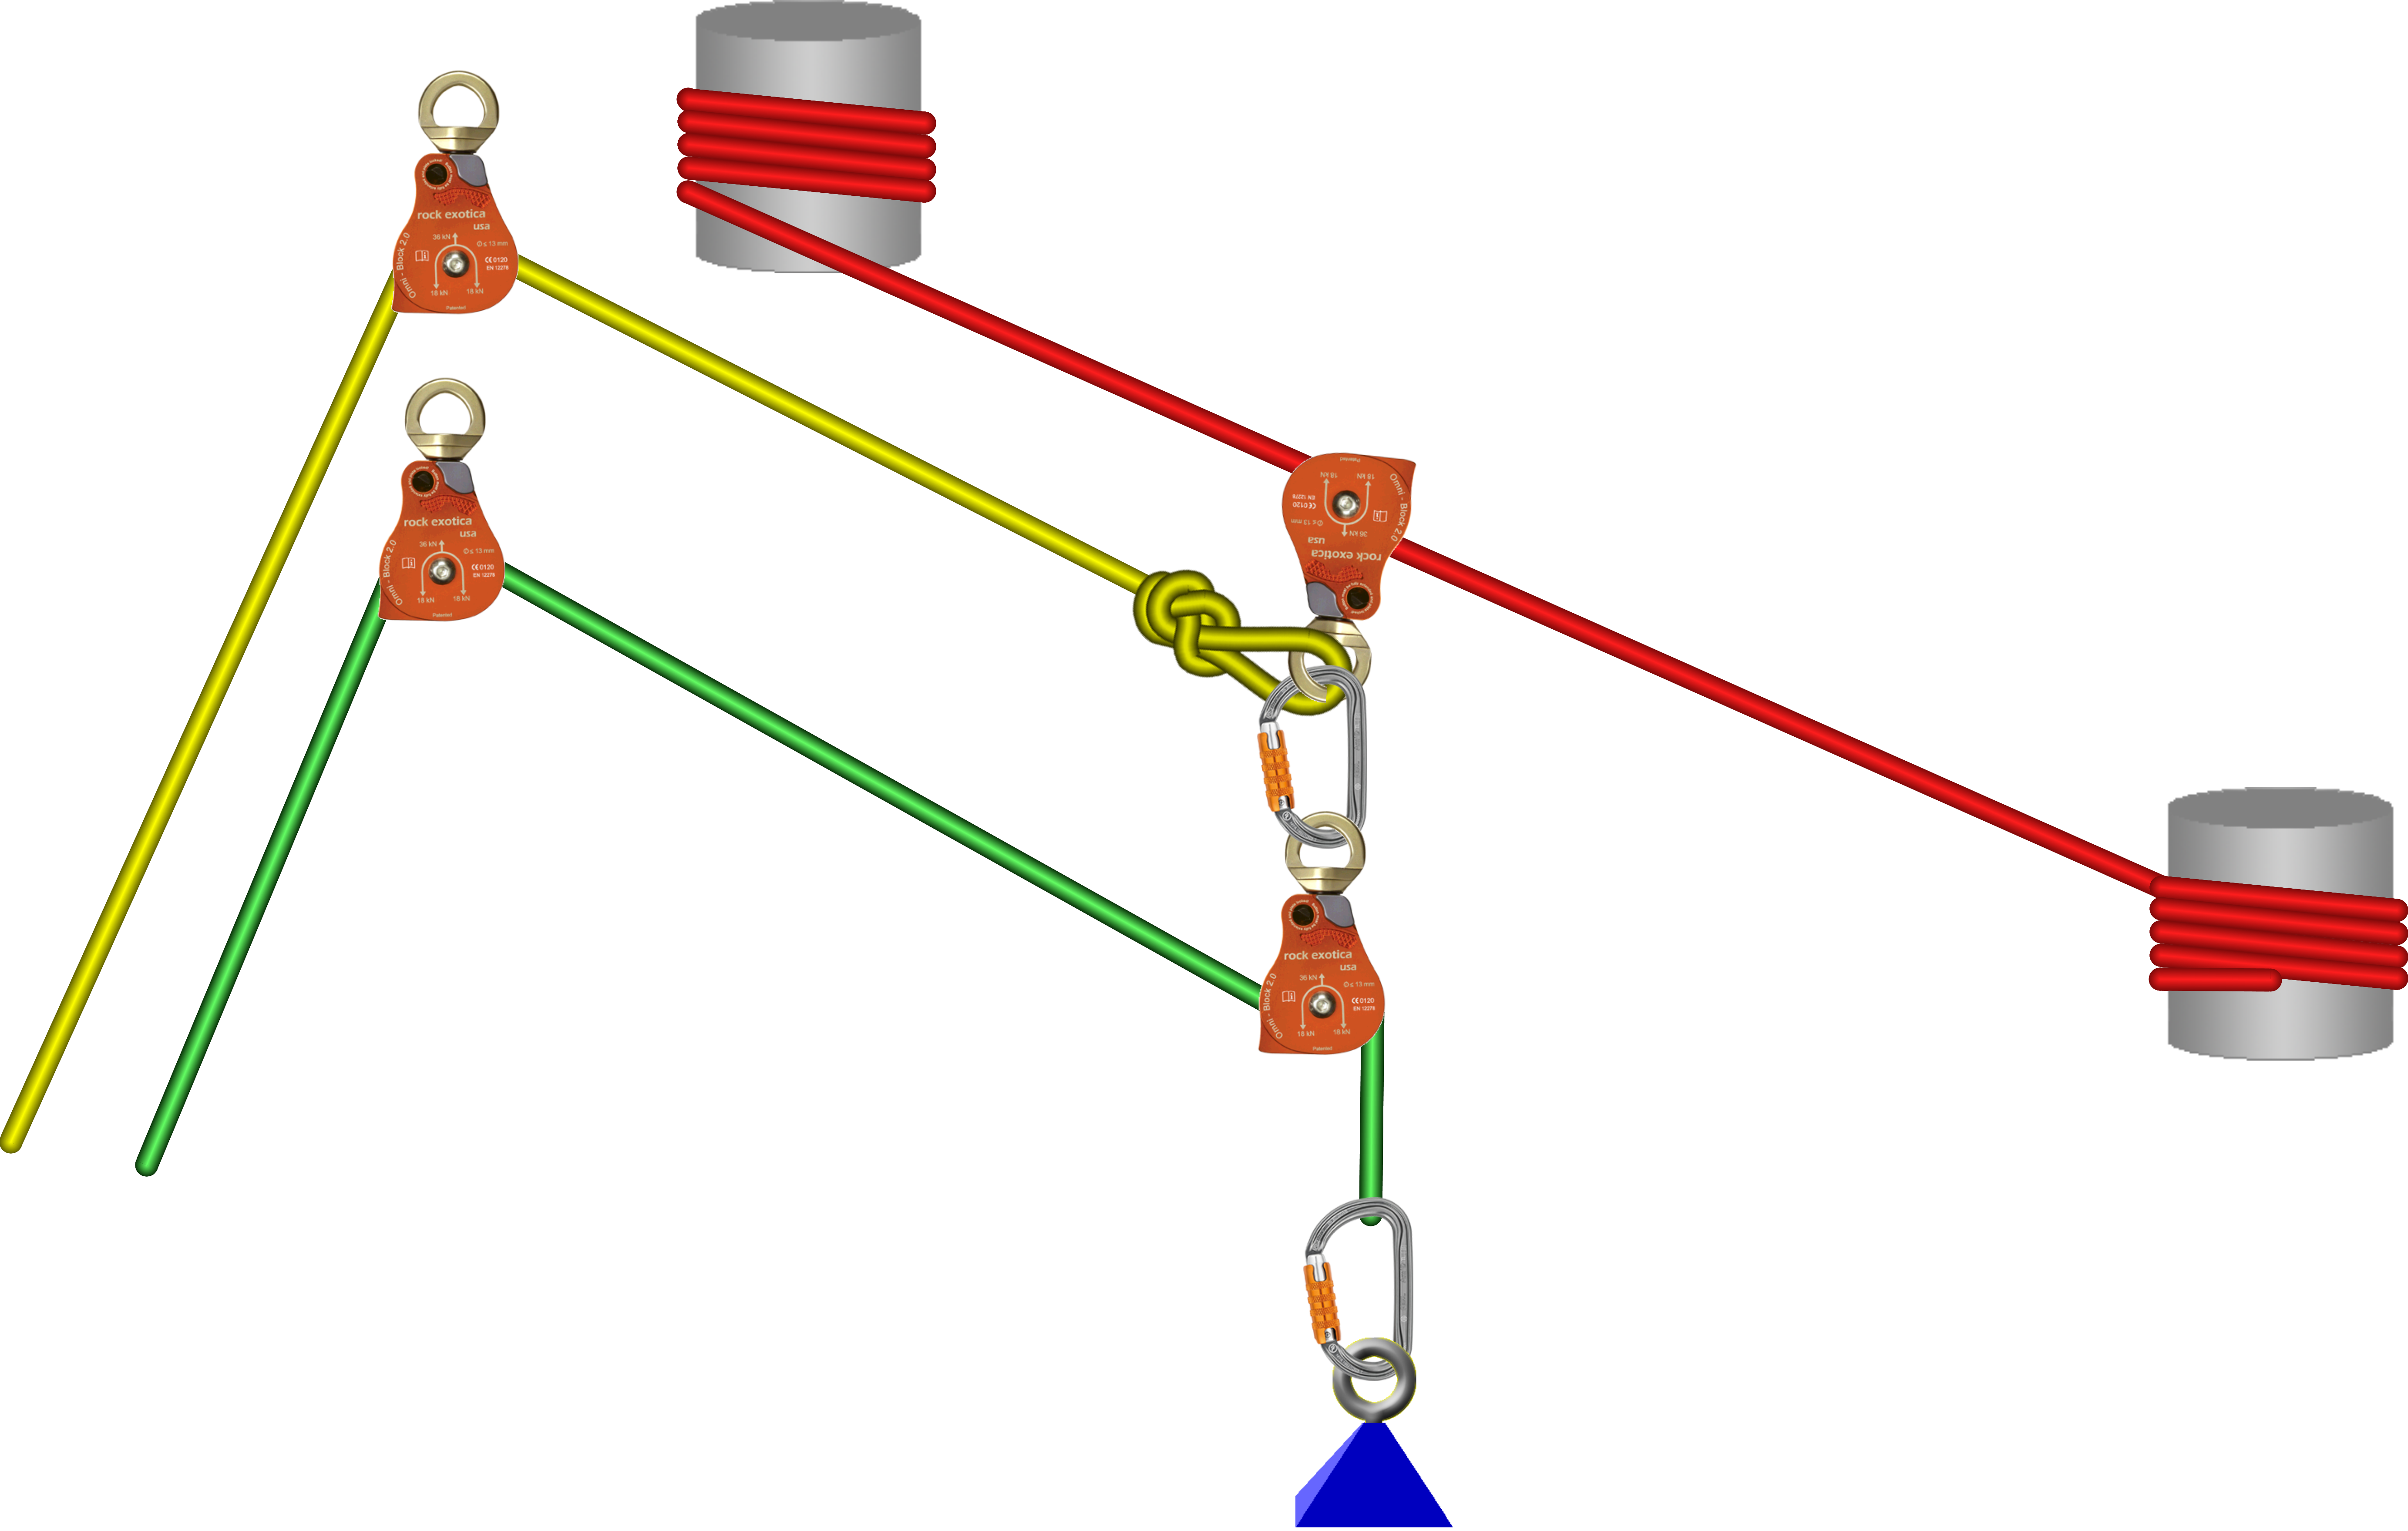 rock exotica
usa
36 kN
Ø ≤ 13 mm
Omni - Block 2.0
CE 0120
EN 12278
18 kN
18 kN
Patented
rock exotica
usa
36 kN
Ø ≤ 13 mm
Omni - Block 2.0
CE 0120
EN 12278
18 kN
18 kN
Patented
Patented
18 kN
18 kN
EN 12278
CE 0120
Omni - Block 2.0
Ø ≤ 13 mm
36 kN
usa
rock exotica
rock exotica
usa
36 kN
Ø ≤ 13 mm
Omni - Block 2.0
CE 0120
EN 12278
18 kN
18 kN
Patented